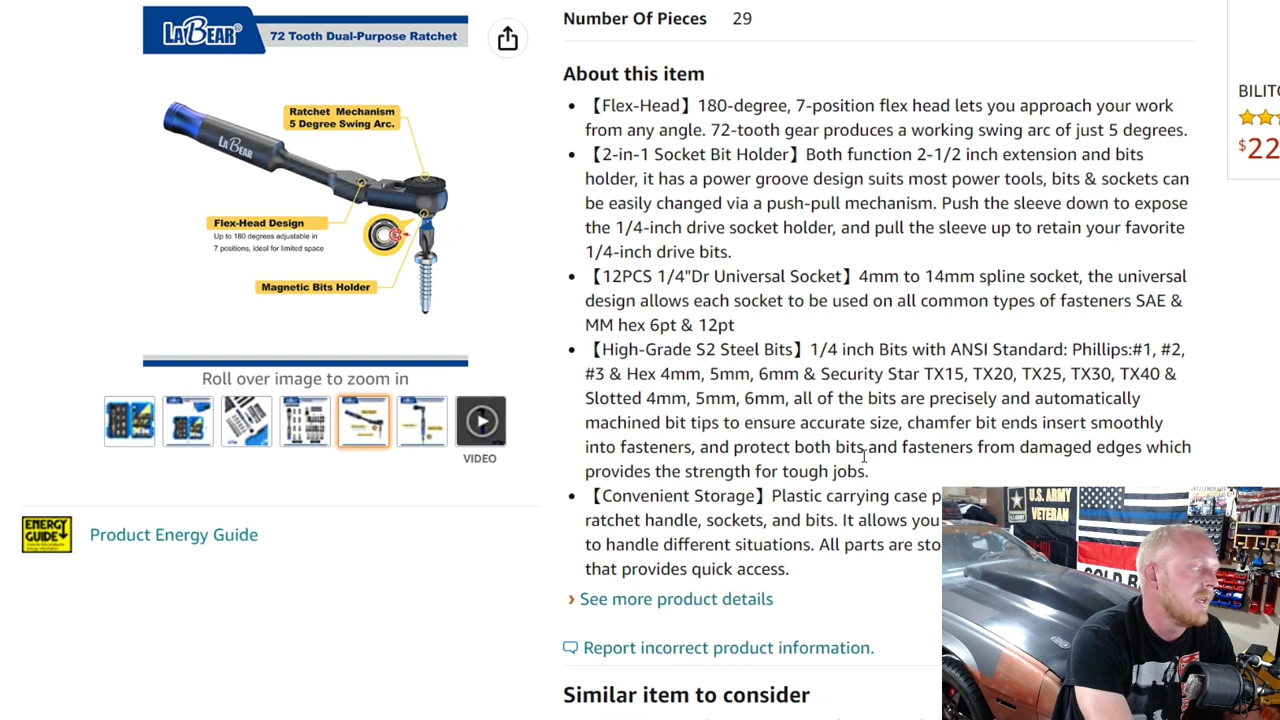 LABEAR®
72 Tooth Dual-Purpose Ratchet
Ratchet Mechanism
5 Degree Swing Arc.
LABEAR
Flex-Head Design
Up to 180 degrees adjustable in
7 positions, ideal for limited space
Magnetic Bits Holder
Roll over image to zoom in
VIDEO
ENERGY
GUIDE
Product Energy Guide
Number Of Pieces 29
About this item
• 【Flex-Head】180-degree, 7-position flex head lets you approach your work
from any angle. 72-tooth gear produces a working swing arc of just 5 degrees.
• 【2-in-1 Socket Bit Holder】Both function 2-1/2 inch extension and bits
holder, it has a power groove design suits most power tools, bits & sockets can
be easily changed via a push-pull mechanism. Push the sleeve down to expose
the 1/4-inch drive socket holder, and pull the sleeve up to retain your favorite
1/4-inch drive bits.
• 【12PCS 1/4"Dr Universal Socket】4mm to 14mm spline socket, the universal
design allows each socket to be used on all common types of fasteners SAE &
MM hex 6pt & 12pt
• 【High-Grade S2 Steel Bits】1/4 inch Bits with ANSI Standard: Phillips:#1, #2,
#3 & Hex 4mm, 5mm, 6mm & Security Star TX15, TX20, TX25, TX30, TX40 &
Slotted 4mm, 5mm, 6mm, all of the bits are precisely and automatically
machined bit tips to ensure accurate size, chamfer bit ends insert smoothly
into fasteners, and protect both bits and fasteners from damaged edges which
provides the strength for tough jobs.
• 【Convenient Storage】Plastic carrying case p
ratchet handle, sockets, and bits. It allows you
to handle different situations. All parts are sto
that provides quick access.
› See more product details
Report incorrect product information.
Similar item to consider
BILITO
$22
U.S. ARMY
VETERAN
COLD B